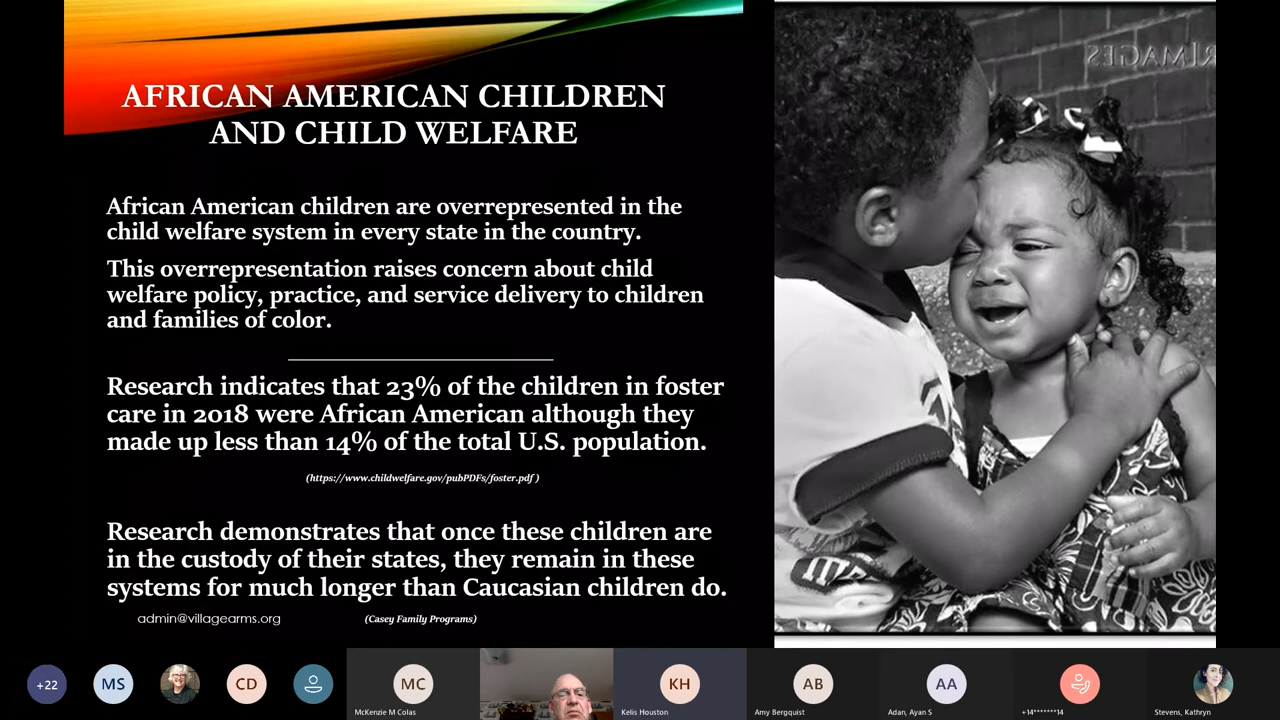 AFRICAN AMERICAN CHILDREN
AND CHILD WELFARE
African American children are overrepresented in the
child welfare system in every state in the country.
This overrepresentation raises concern about child
welfare policy, practice, and service delivery to children
and families of color.
Research indicates that 23% of the children in foster
care in 2018 were African American although they
made up less than 14% of the total U.S. population.
(https://www.childwelfare.gov/pubPDFs/foster.pdf )
Research demonstrates that once these children are
in the custody of their states, they remain in these
systems for much longer than Caucasian children do.
admin@villagearms.org
(Casey Family Programs)
+22
MS
CD
MC
McKenzie M Colas
KH
Kelis Houston
AB
Amy Bergquist
AA
Adan, Ayan S
+14*******14
Stevens, Kathryn